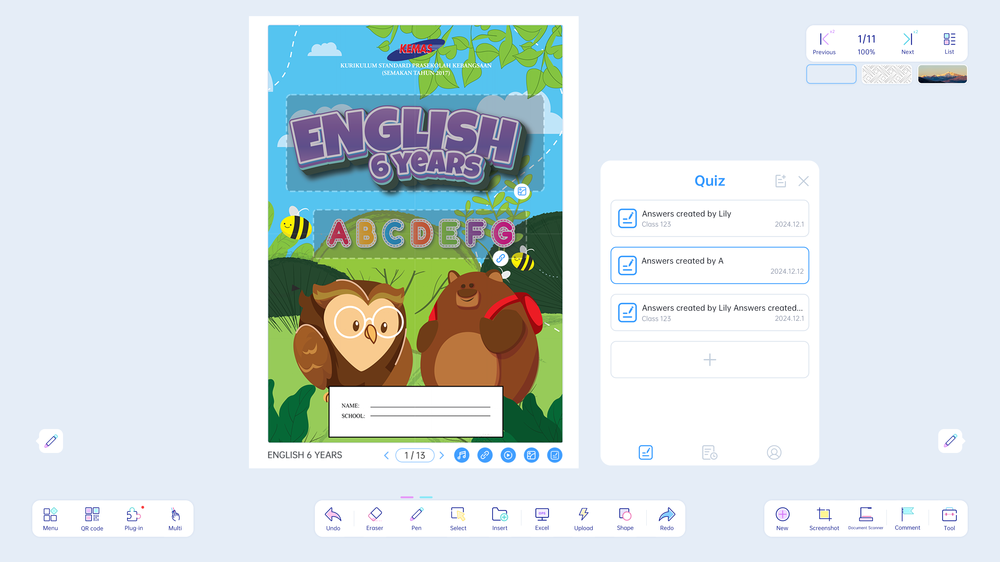 KEMAS
KURIKULUM STANDARD PRASEKOLAH KEBANGSAAN
(SEMAKAN TAHUN 2017)
ENGLISH
6 YeARS
A B C D E F G
NAME:
SCHOOL:
ENGLISH 6 YEARS
1 / 13
x2
x2
1/11
100%
Previous
Next
List
Quiz
Answers created by Lily
Class 123
2024.12.1
Answers created by A
2024.12.12
Answers created by Lily Answers created...
Class 123
2024.12.1
Menu
QR code
Plug-in
Multi
Undo
Eraser
Pen
Select
Insert
OPS
Excel
Upload
Shape
Redo
New
Screenshot
Document Scanner
Comment
Tool